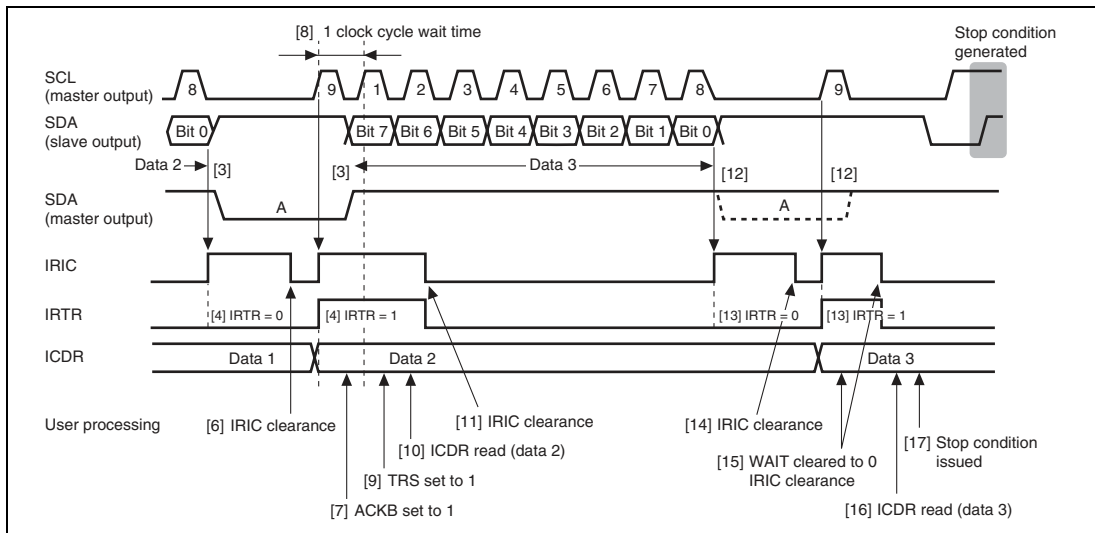 [8] 1 clock cycle wait time
Stop condition
generated
SCL
(master output)
8 9 1 2 3 4 5 6 7 8 9
SDA
(slave output)
Bit 0 Bit 7 Bit 6 Bit 5 Bit 4 Bit 3 Bit 2 Bit 1 Bit 0
Data 2 [3] [3] Data 3 [12] [12]
SDA
(master output)
A A
IRIC
IRTR
[4] IRTR = 0 [4] IRTR = 1 [13] IRTR = 0 [13] IRTR = 1
ICDR
Data 1 Data 2 Data 3
User processing
[6] IRIC clearance
[11] IRIC clearance
[14] IRIC clearance
[10] ICDR read (data 2)
[17] Stop condition
issued
[15] WAIT cleared to 0
IRIC clearance
[9] TRS set to 1
[7] ACKB set to 1
[16] ICDR read (data 3)